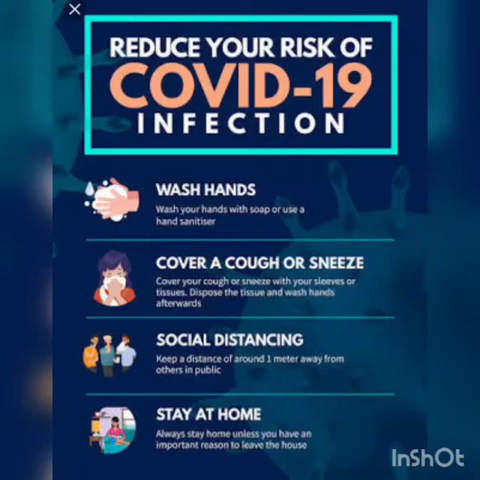 REDUCE YOUR RISK OF
COVID-19
INFECTION
WASH HANDS
Wash your hands with soap or use a
hand sanitiser
COVER A COUGH OR SNEEZE
Cover your cough or sneeze with your sleeves or
tissues. Dispose the tissue and wash hands
afterwards
SOCIAL DISTANCING
Keep a distance of around 1 meter away from
others in public
STAY AT HOME
Always stay home unless you have an
important reason to leave the house
InShOt